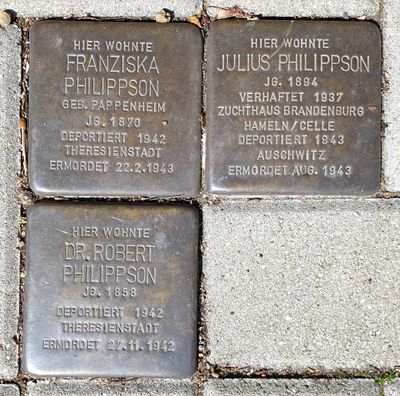 HIER WOHNTE
FRANZISKA
PHILIPPSON
GEB. PAPPENHEIM
JG. 1870
DEPORTIERT 1942
THERESIENSTADT
ERMORDET 22.2.1943
HIER WOHNTE
JULIUS PHILIPPSON
JG. 1894
VERHAFTET 1937
ZUCHTHAUS BRANDENBURG
HAMELN/CELLE
DEPORTIERT 1943
AUSCHWITZ
ERMORDET AUG. 1943
HIER WOHNTE
DR. ROBERT
PHILIPPSON
JG. 1858
DEPORTIERT 1942
THERESIENSTADT
ERMORDET 27.11.1942